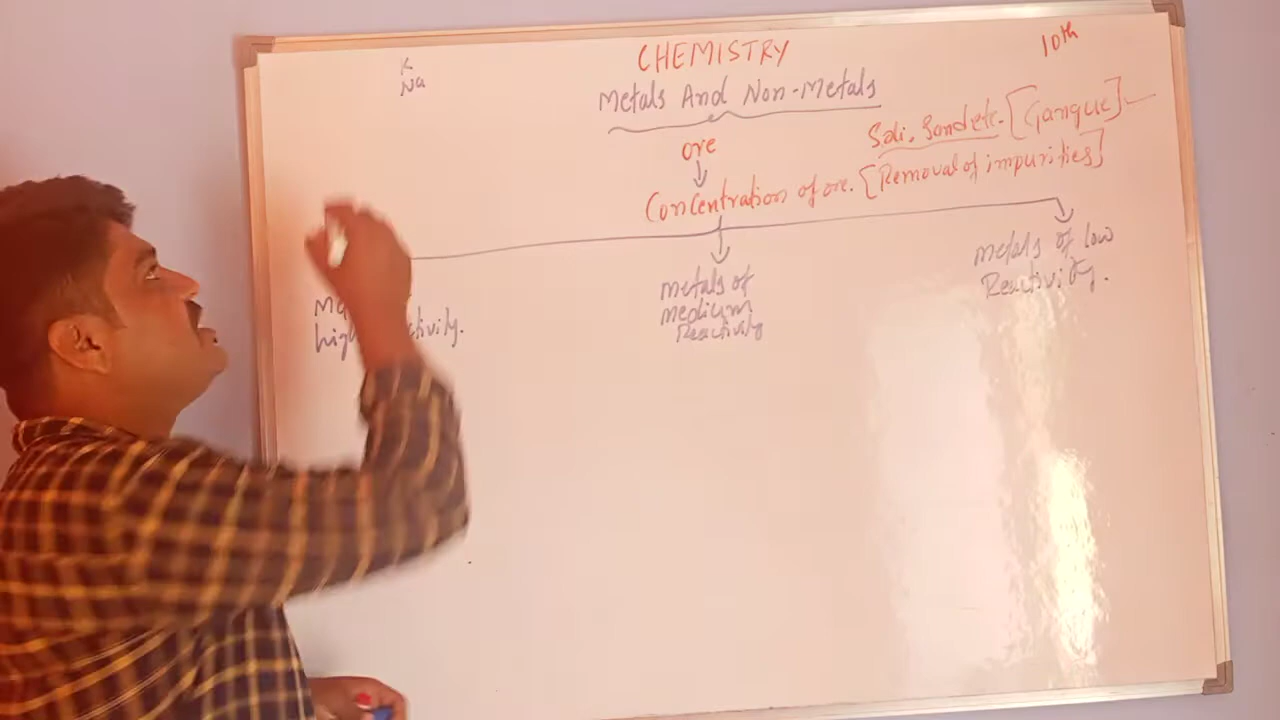 CHEMISTRY
10th
K
Na
Metals And Non-Metals
Soli, Sand etc. [Gangue]
ore
Concentration of ore. [Removal of impurities]
metals of low
Reactivity.
metals of
medium
Reactivity